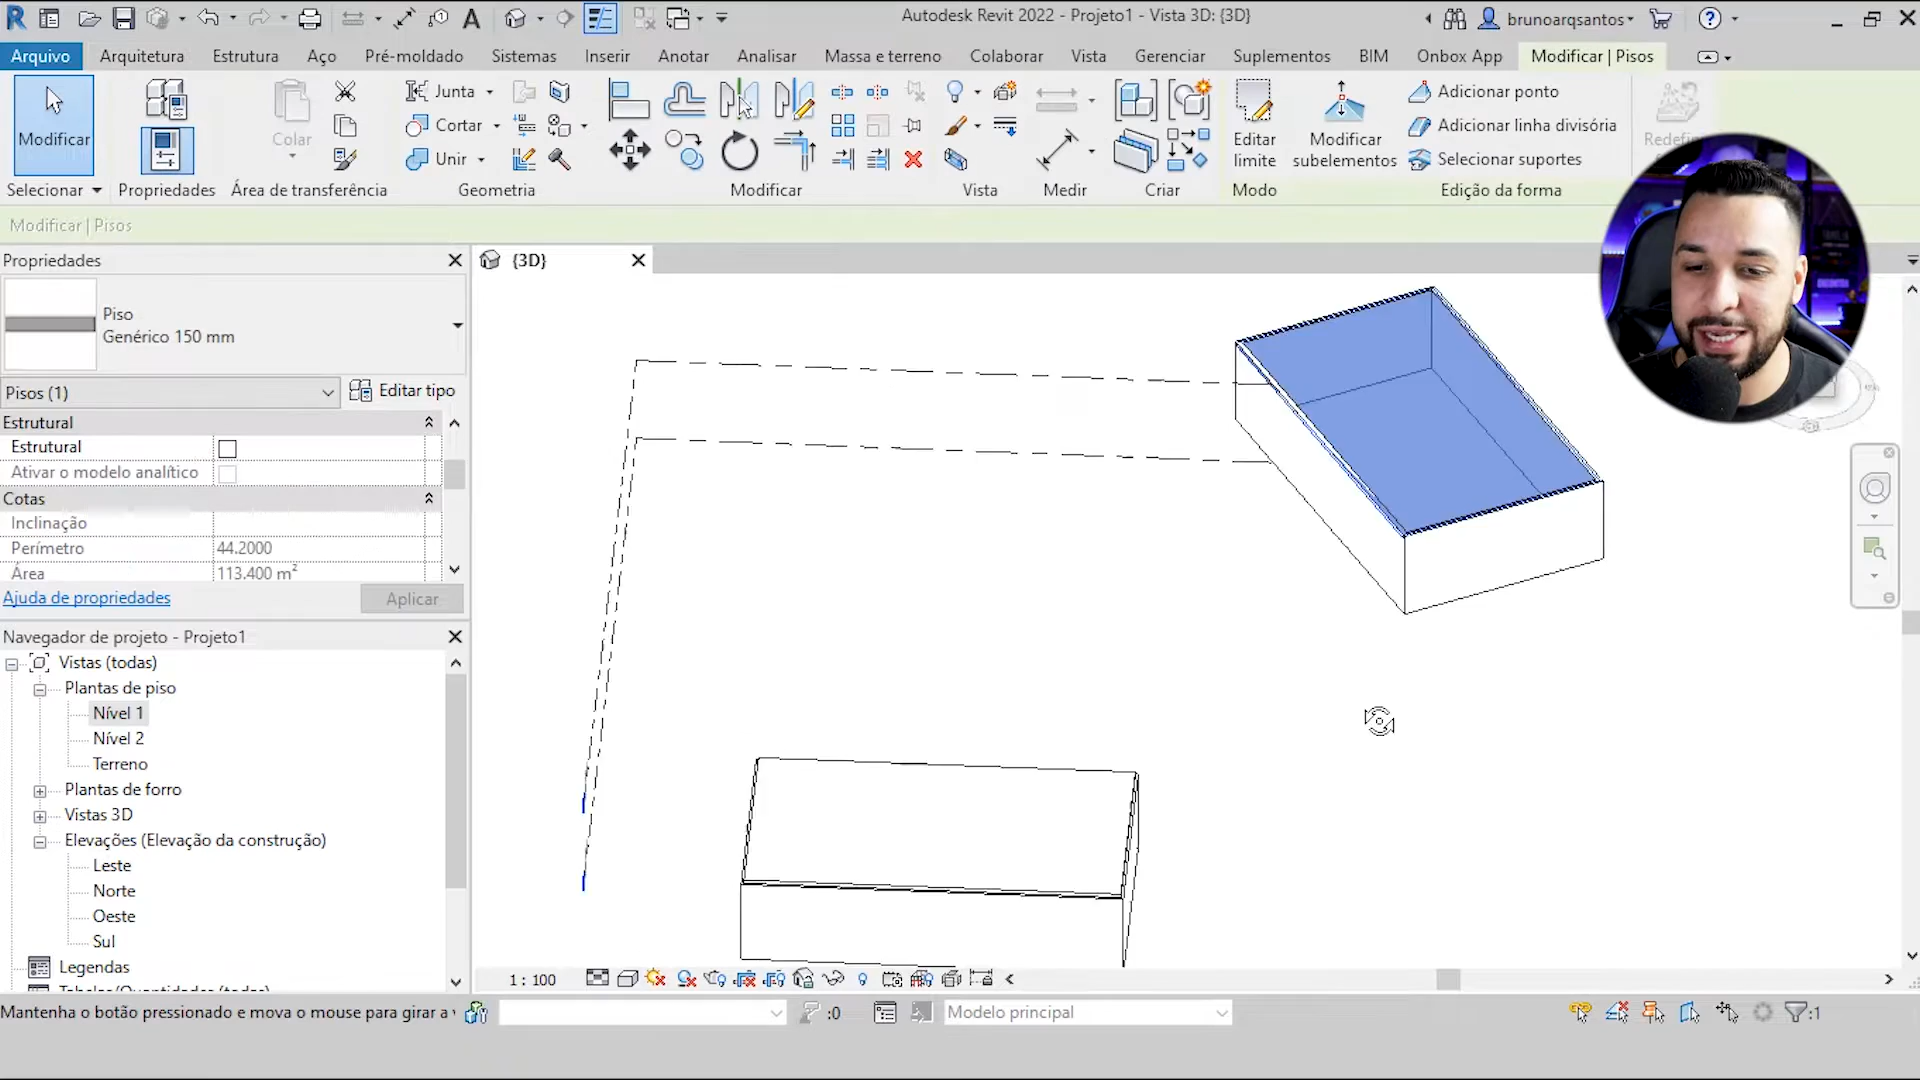 Autodesk Revit 2022 - Projeto1 - Vista 3D: {3D}
brunoarqsantos
Arquivo
Arquitetura
Estrutura
Aço
Pré-moldado
Sistemas
Inserir
Anotar
Analisar
Massa e terreno
Colaborar
Vista
Gerenciar
Suplementos
BIM
Onbox App
Modificar | Pisos
Modificar
Colar
Junta
Cortar
Unir
Editar limite
Modificar subelementos
Adicionar ponto
Adicionar linha divisória
Selecionar suportes
Selecionar
Propriedades
Área de transferência
Geometria
Modificar
Vista
Medir
Criar
Modo
Edição da forma
Modificar | Pisos
Propriedades
{3D}
Piso
Genérico 150 mm
Pisos (1)
Editar tipo
Estrutural
Estrutural
Ativar o modelo analítico
Cotas
Inclinação
Perímetro 44.2000
Área 113.400 m²
Ajuda de propriedades
Aplicar
Navegador de projeto - Projeto1
Vistas (todas)
Plantas de piso
Nível 1
Nível 2
Terreno
Plantas de forro
Vistas 3D
Elevações (Elevação da construção)
Leste
Norte
Oeste
Sul
Legendas
1 : 100
Mantenha o botão pressionado e mova o mouse para girar a
:0
Modelo principal
:1